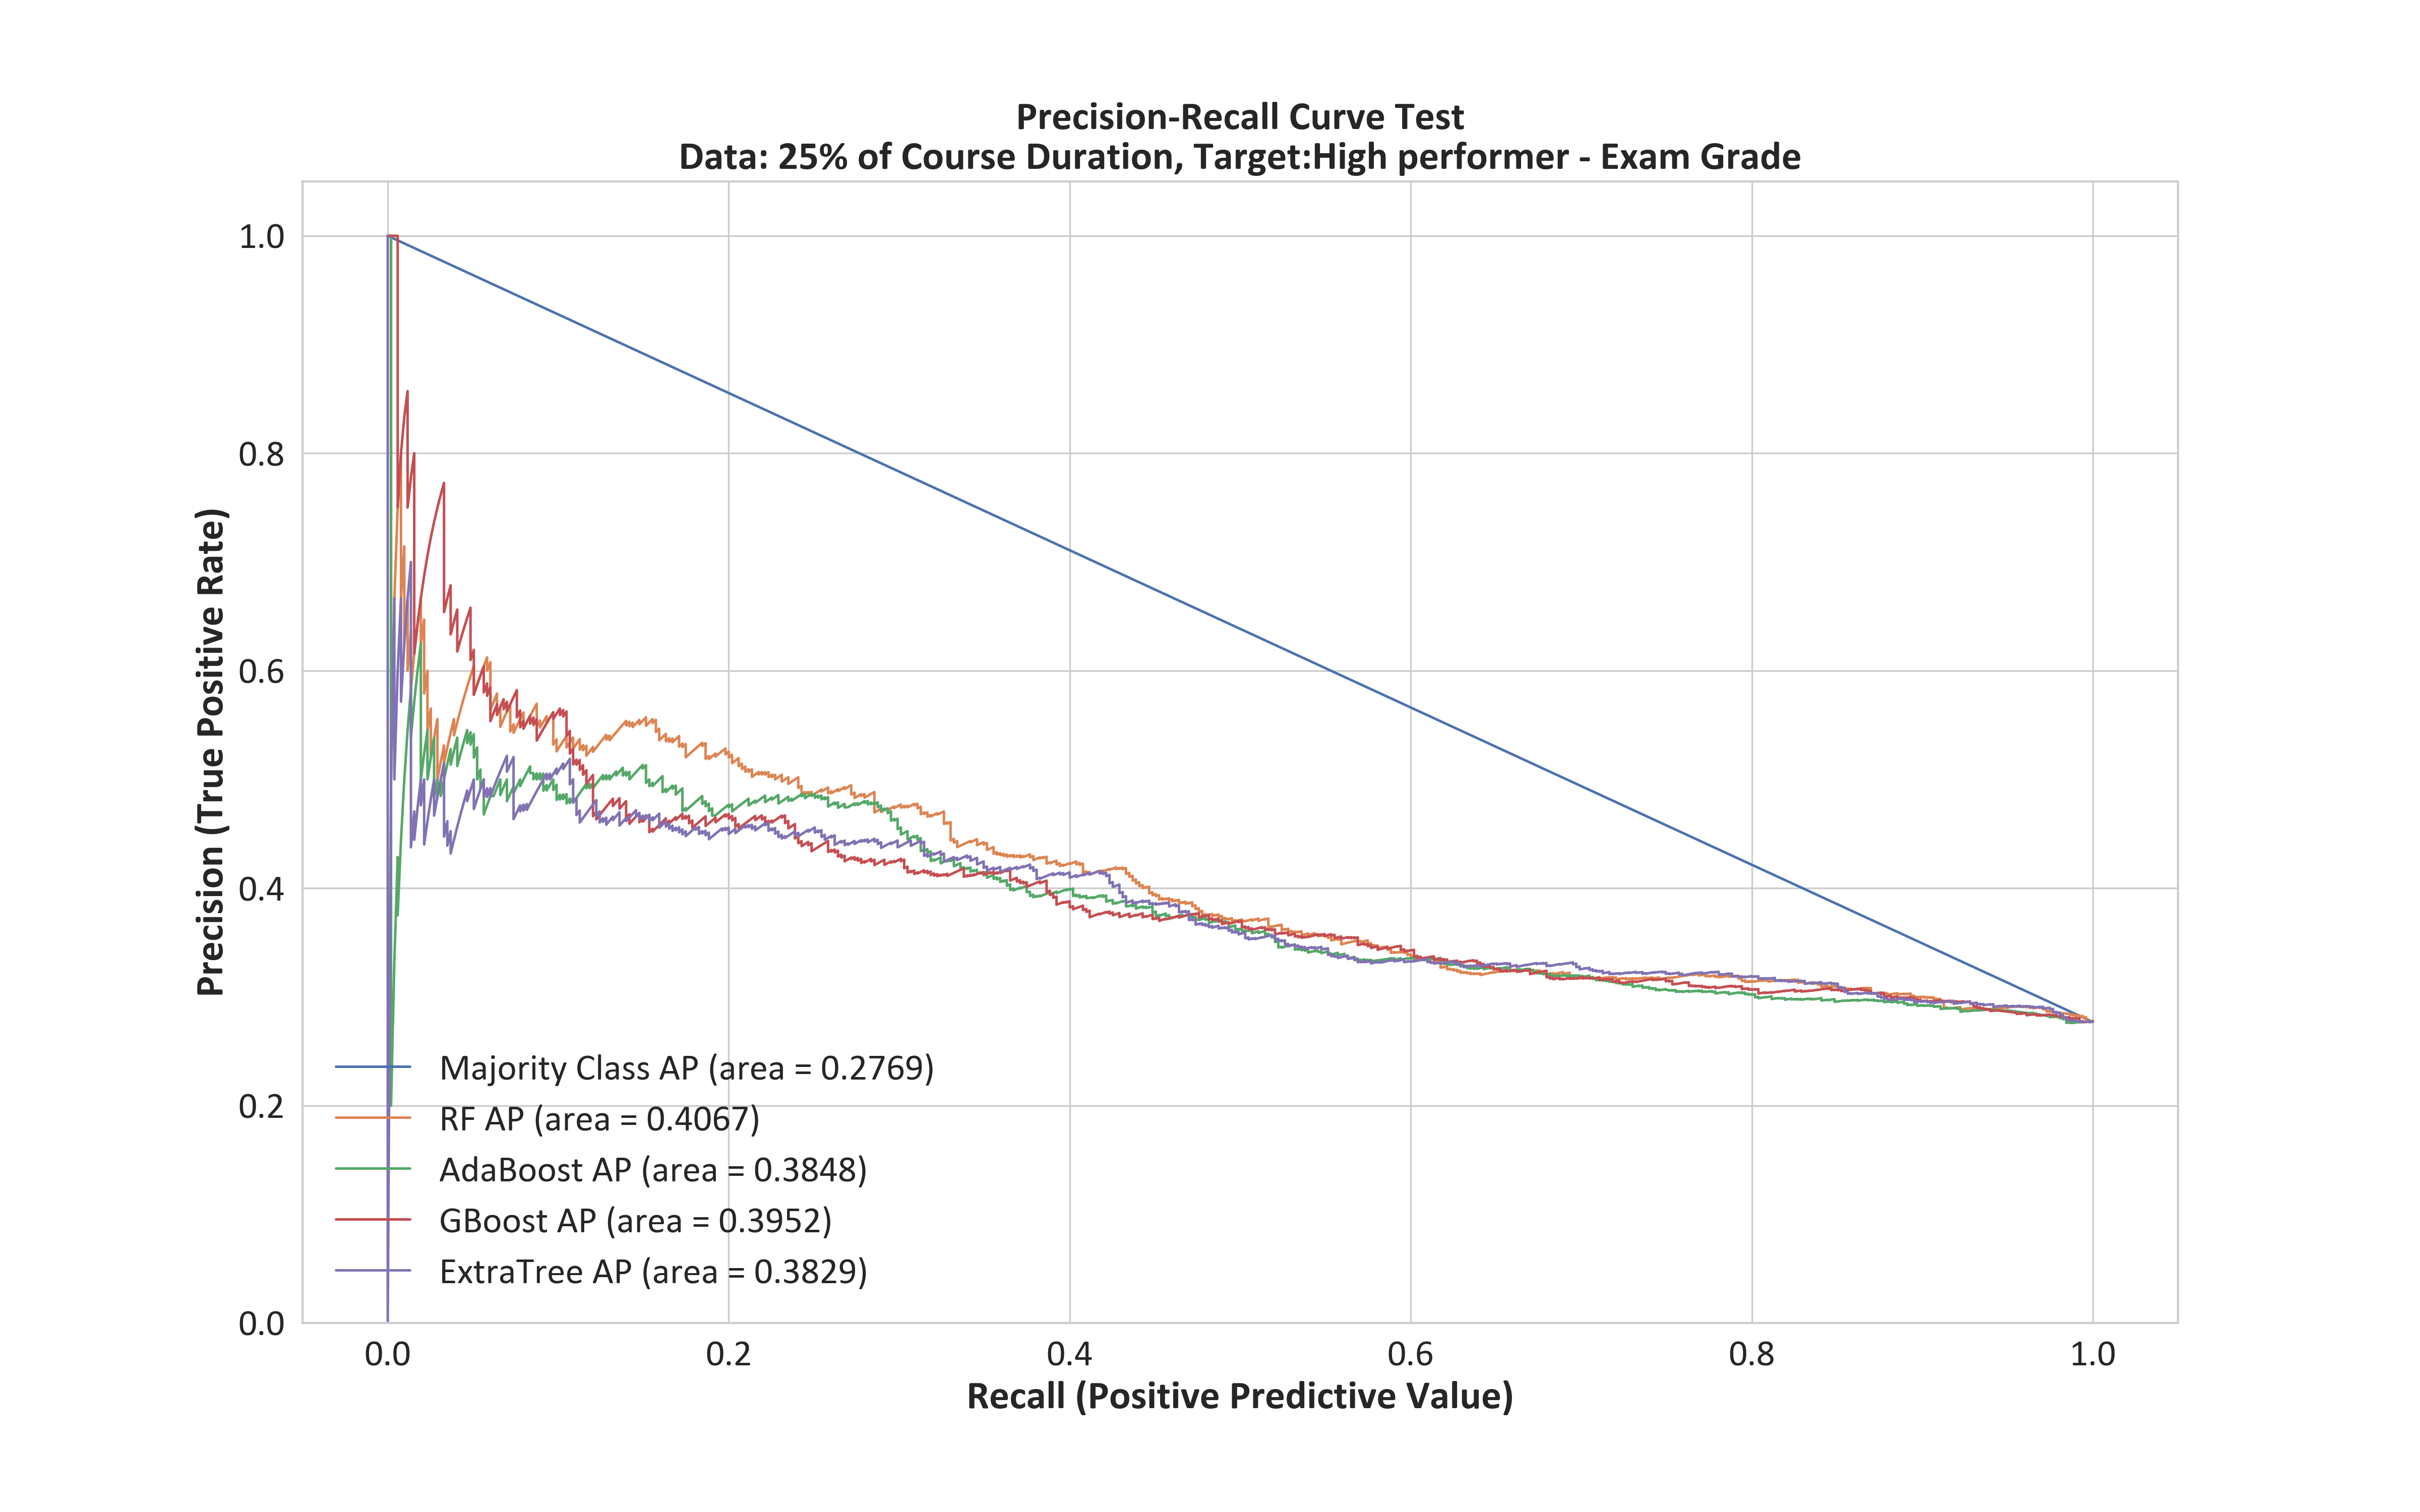 Precision-Recall Curve Test
Data: 25% of Course Duration, Target:High performer - Exam Grade
Precision (True Positive Rate)
1.0
0.8
0.6
0.4
0.2
0.0
Majority Class AP (area = 0.2769)
RF AP (area = 0.4067)
AdaBoost AP (area = 0.3848)
GBoost AP (area = 0.3952)
ExtraTree AP (area = 0.3829)
0.0 0.2 0.4 0.6 0.8 1.0
Recall (Positive Predictive Value)